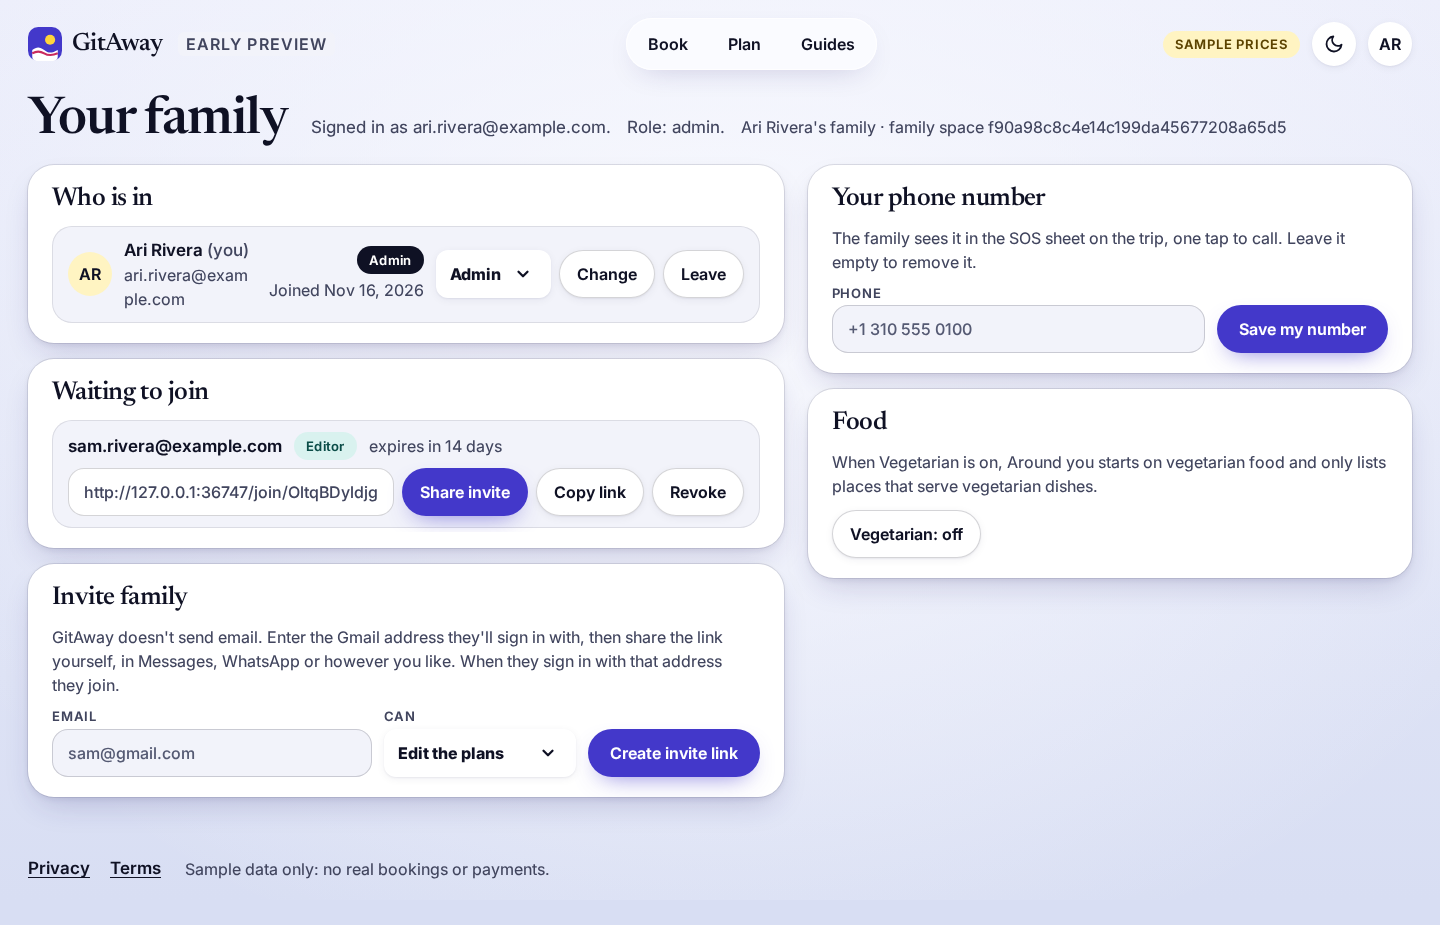 GitAway EARLY PREVIEW
Book Plan Guides
SAMPLE PRICES
AR
Your family
Signed in as ari.rivera@example.com. Role: admin. Ari Rivera's family · family space f90a98c8c4e14c199da45677208a65d5
Who is in
AR
Ari Rivera (you)
ari.rivera@exam
ple.com
Admin
Joined Nov 16, 2026
Admin
Change
Leave
Waiting to join
sam.rivera@example.com Editor expires in 14 days
http://127.0.0.1:36747/join/OltqBDyldjg
Share invite
Copy link
Revoke
Invite family
GitAway doesn't send email. Enter the Gmail address they'll sign in with, then share the link
yourself, in Messages, WhatsApp or however you like. When they sign in with that address
they join.
EMAIL
sam@gmail.com
CAN
Edit the plans
Create invite link
Your phone number
The family sees it in the SOS sheet on the trip, one tap to call. Leave it
empty to remove it.
PHONE
+1 310 555 0100
Save my number
Food
When Vegetarian is on, Around you starts on vegetarian food and only lists
places that serve vegetarian dishes.
Vegetarian: off
Privacy Terms Sample data only: no real bookings or payments.